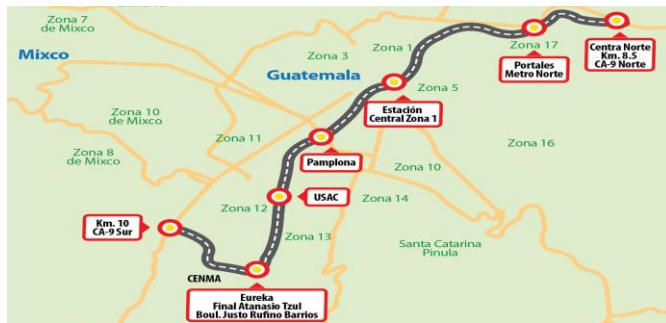 Zona 7
de Mixco
Mixco
Zona 3
Zona 1
Guatemala
Zona 17
Portales
Metro Norte
Centra Norte
Km. 8.5
CA-9 Norte
Zona 5
Estación
Central Zona 1
Zona 10
de Mixco
Zona 11
Zona 8
de Mixco
Pamplona
Zona 10
Zona 16
USAC
Zona 14
Zona 12
Km. 10
CA-9 Sur
Zona 13
Santa Catarina
Pinula
CENMA
Eureka
Final Atanasio Tzul
Boul. Justo Rufino Barrios